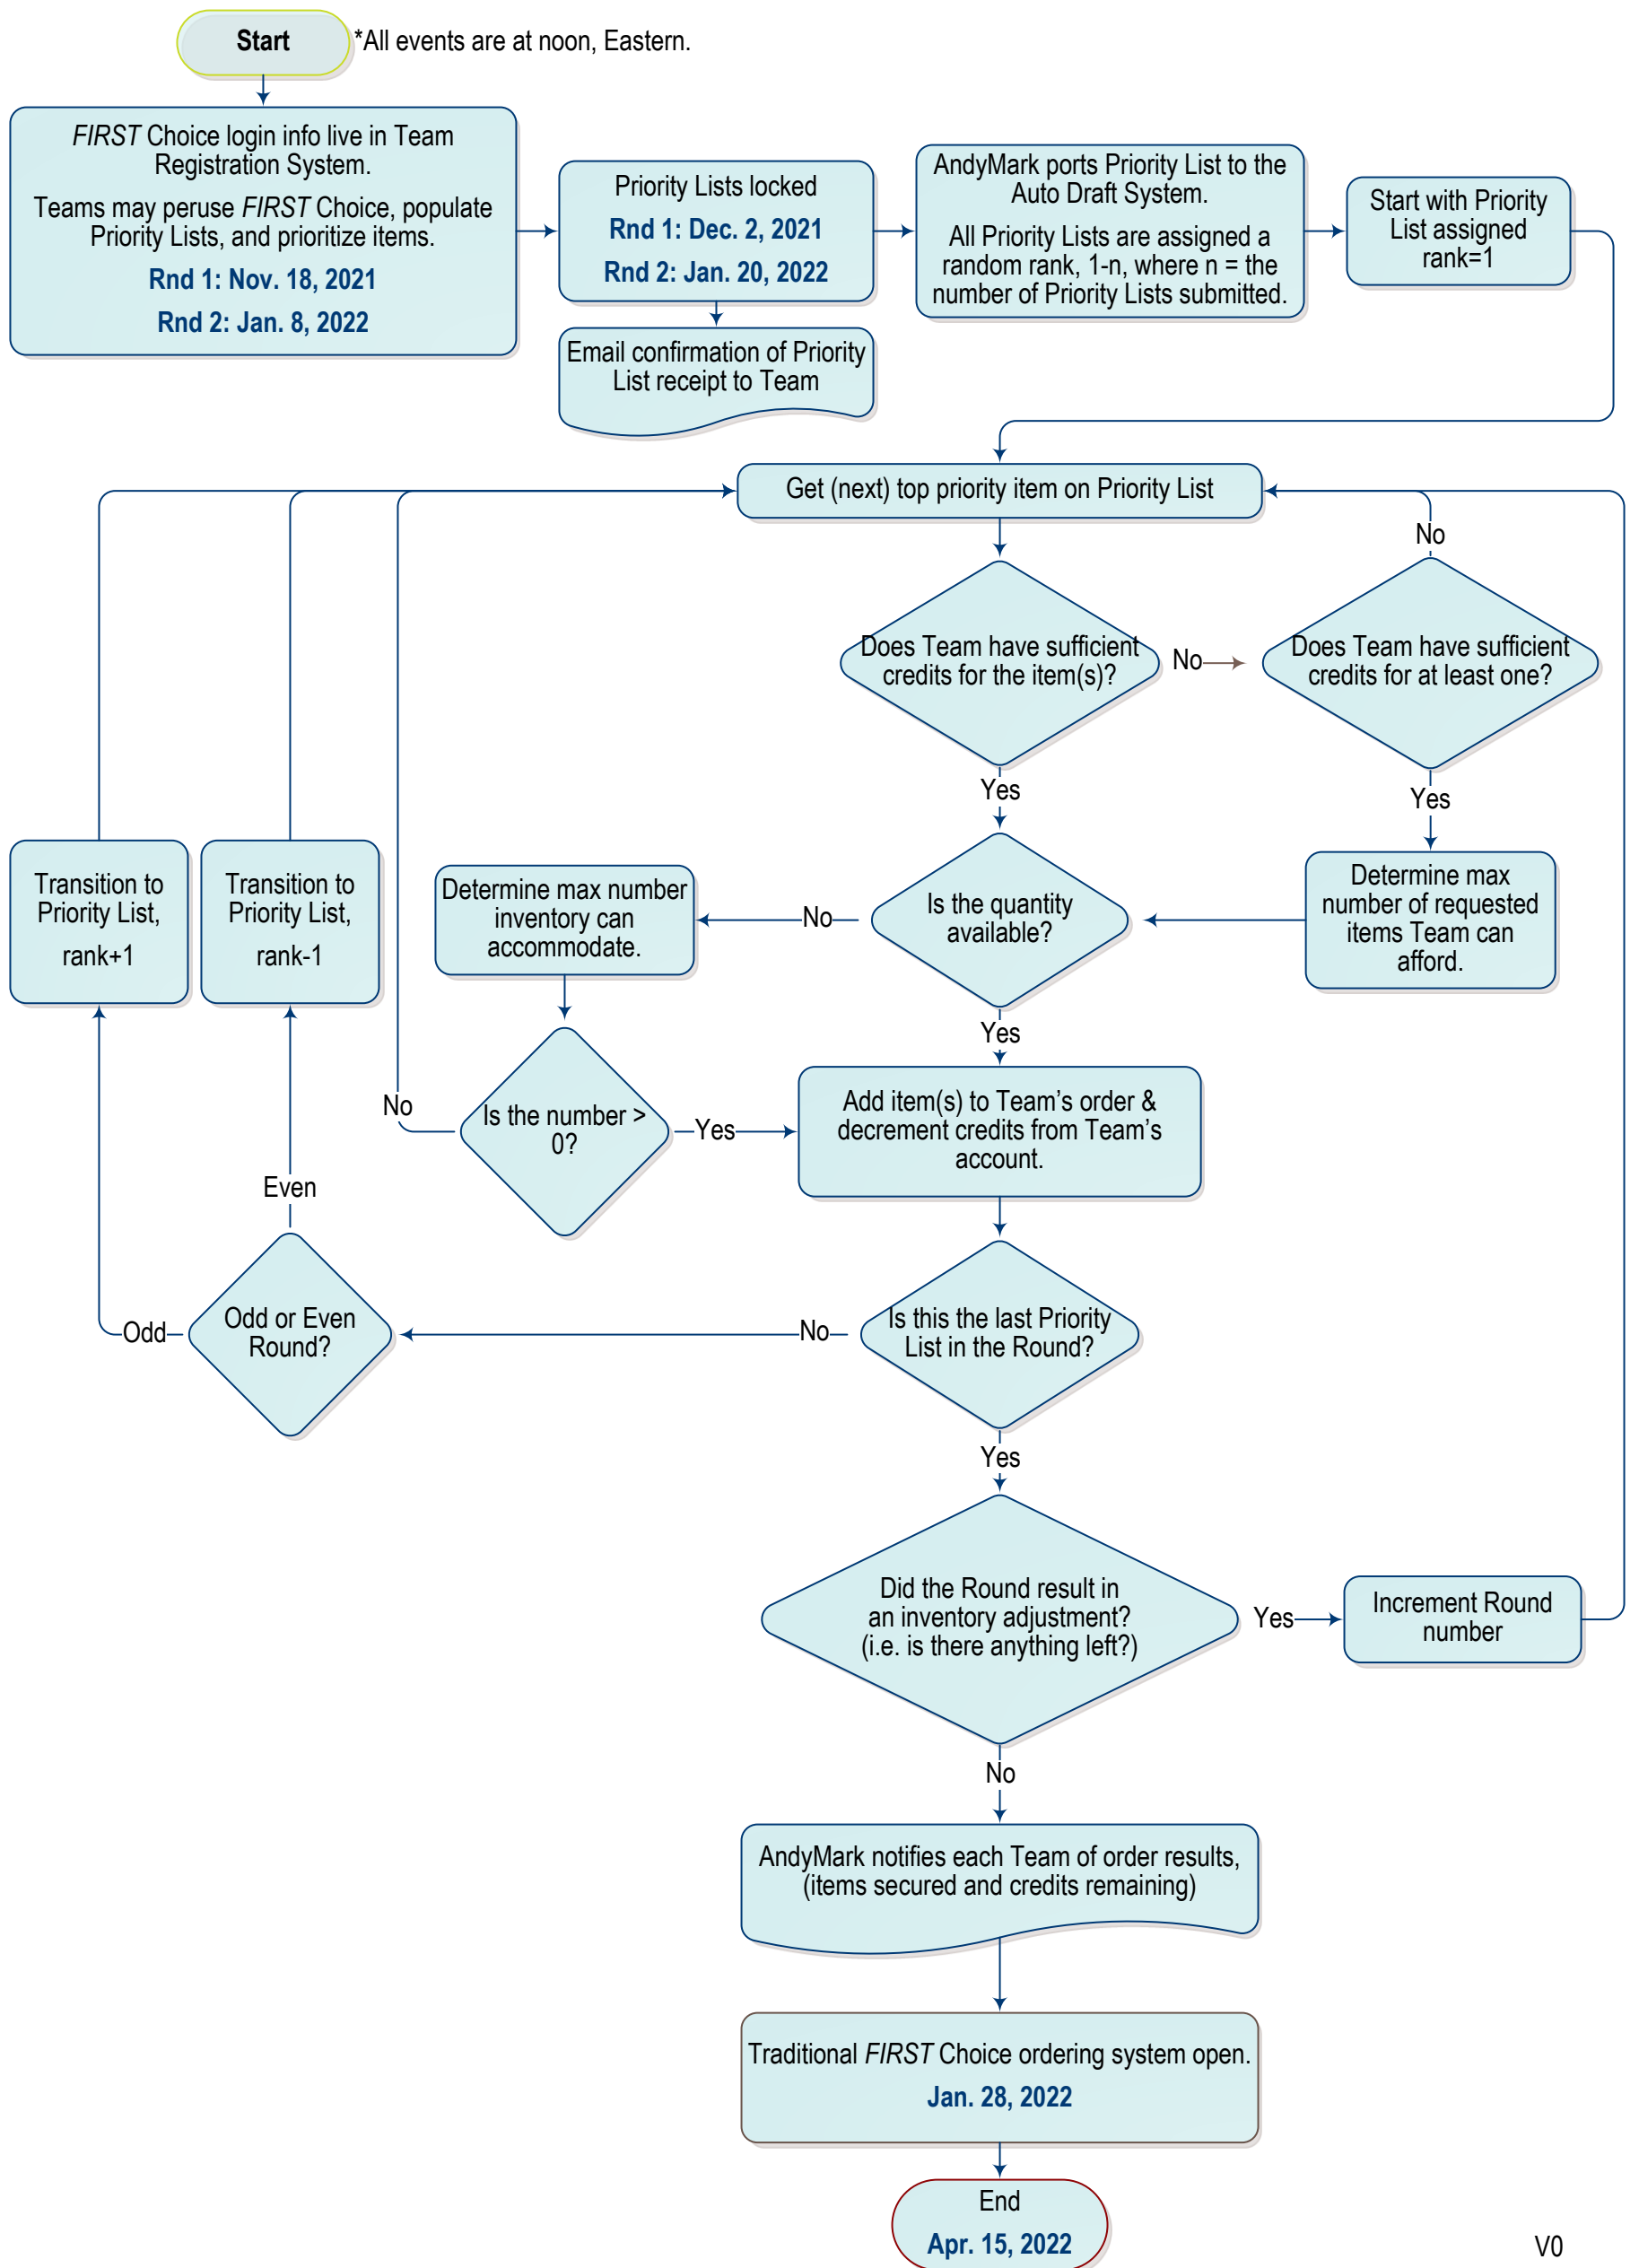 Start
*All events are at noon, Eastern.
FIRST Choice login info live in Team
Registration System.
Teams may peruse FIRST Choice, populate
Priority Lists, and prioritize items.
Rnd 1: Nov. 18, 2021
Rnd 2: Jan. 8, 2022
Priority Lists locked
Rnd 1: Dec. 2, 2021
Rnd 2: Jan. 20, 2022
Email confirmation of Priority
List receipt to Team
AndyMark ports Priority List to the
Auto Draft System.
All Priority Lists are assigned a
random rank, 1-n, where n = the
number of Priority Lists submitted.
Start with Priority
List assigned
rank=1
Get (next) top priority item on Priority List
No
Does Team have sufficient
credits for the item(s)?
No
Does Team have sufficient
credits for at least one?
Yes
Yes
Transition to
Priority List,
rank+1
Transition to
Priority List,
rank-1
Determine max number
inventory can
accommodate.
No
Is the quantity
available?
Determine max
number of requested
items Team can
afford.
Yes
No
Is the number >
0?
Yes
Add item(s) to Team’s order &
decrement credits from Team’s
account.
Even
Odd
Odd or Even
Round?
No
Is this the last Priority
List in the Round?
Yes
Did the Round result in
an inventory adjustment?
(i.e. is there anything left?)
Yes
Increment Round
number
No
AndyMark notifies each Team of order results,
(items secured and credits remaining)
Traditional FIRST Choice ordering system open.
Jan. 28, 2022
End
Apr. 15, 2022
V0